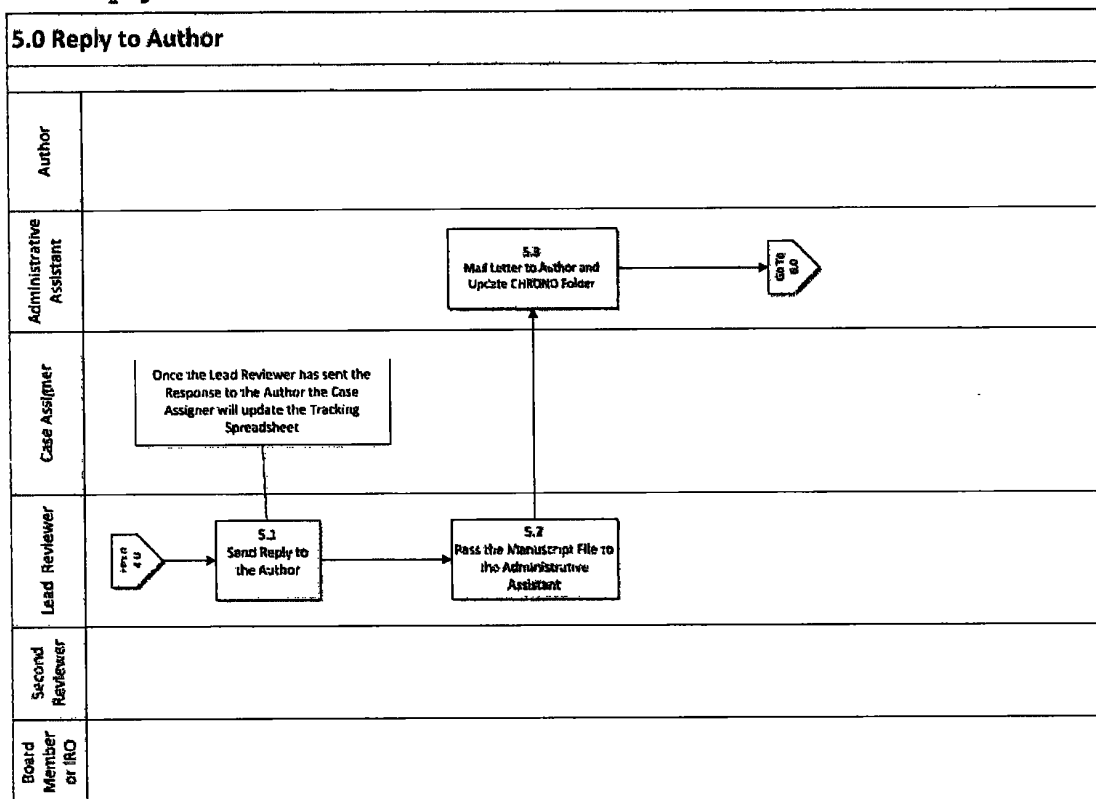 5.0 Reply to Author
Author
Administrative
Assistant
5.3
Mail Letter to Author and
Update CHRONO Folder
Go To
6.0
Case Assigner
Once the Lead Reviewer has sent the
Response to the Author the Case
Assigner will update the Tracking
Spreadsheet
Lead Reviewer
4.0
5.1
Send Reply to
the Author
5.2
Pass the Manuscript File to
the Administrative
Assistant
Second
Reviewer
Board
Member
or IRO